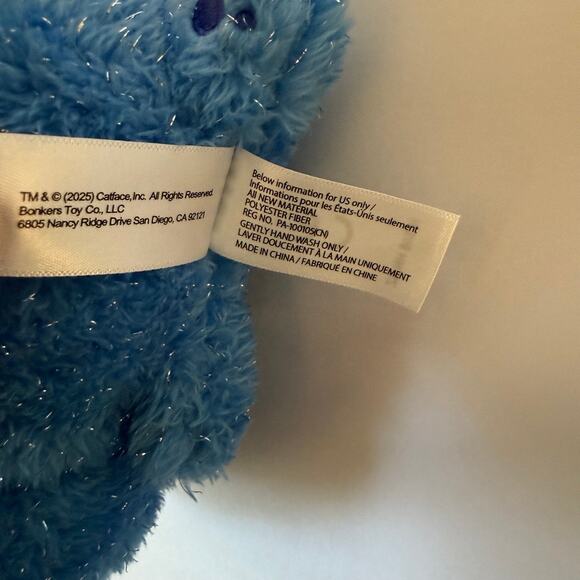 TM & © (2025) Catface, Inc. All Rights Reserved.
Bonkers Toy Co., LLC
6805 Nancy Ridge Drive San Diego, CA 92121
Below information for US only /
Informations pour les États-Unis seulement
All NEW MATERIAL
POLYESTER FIBER
REG NO. PA-100105(CN)
GENTLY HAND WASH ONLY /
LAVER DOUCEMENT À LA MAIN UNIQUEMENT
MADE IN CHINA / FABRIQUÉ EN CHINE